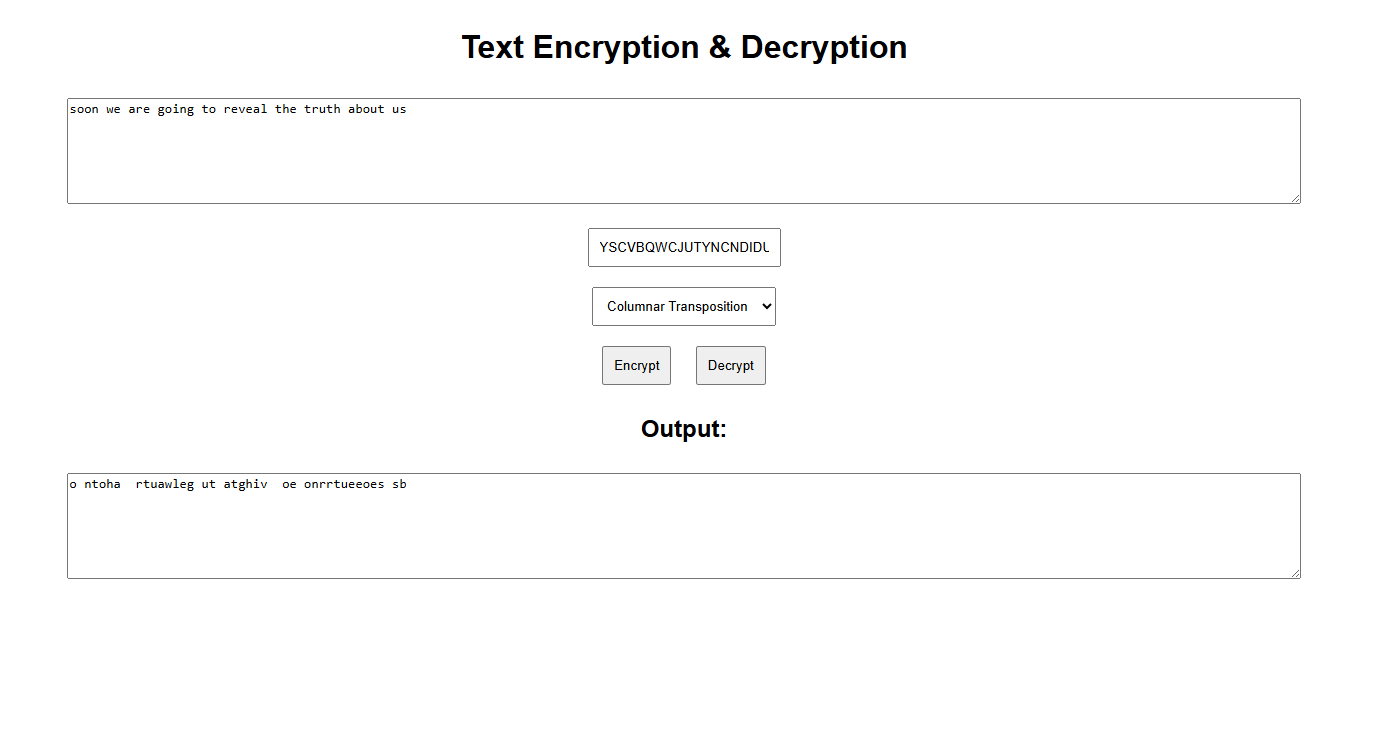 Text Encryption & Decryption
soon we are going to reveal the truth about us
YSCVBQWCJUTYNCNDIDU
Columnar Transposition
Encrypt Decrypt
Output:
o ntoha  rtuawleg ut atghiv  oe onrrtueeoes sb